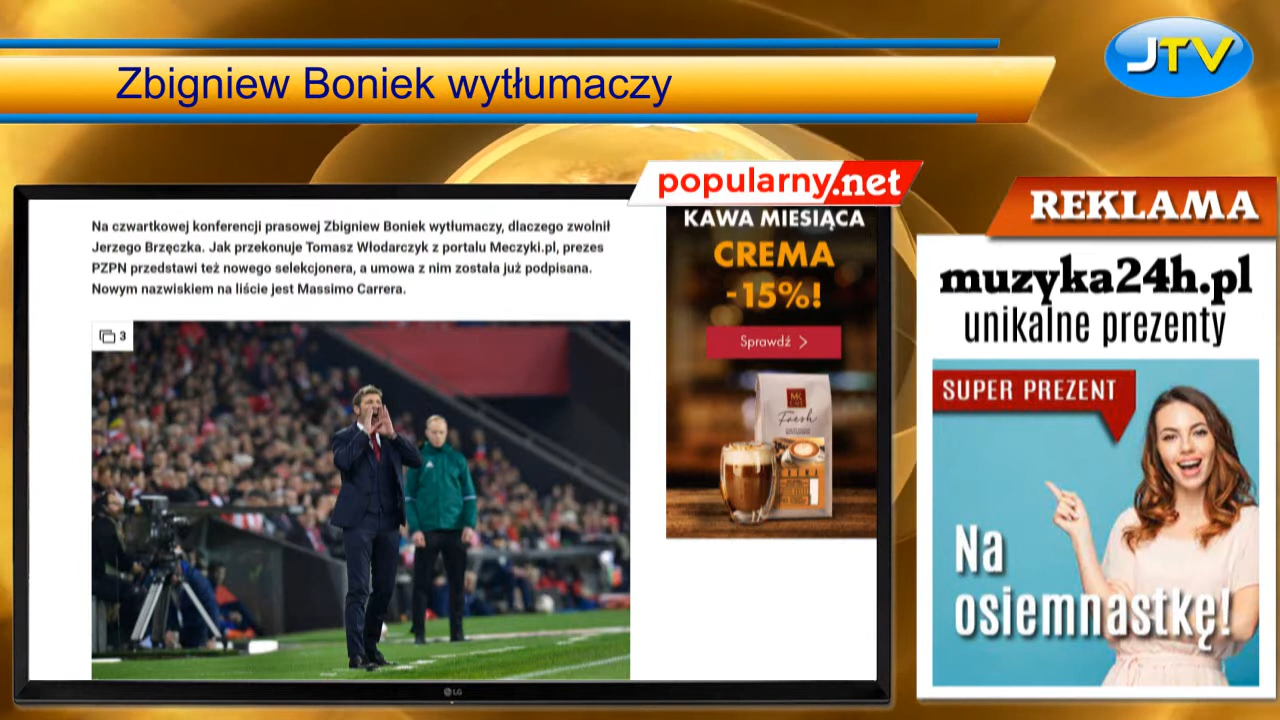 Zbigniew Boniek wytłumaczy
JTV
popularny.net
Na czwartkowej konferencji prasowej Zbigniew Boniek wytłumaczy, dlaczego zwolnił
Jerzego Brzęczka. Jak przekonuje Tomasz Włodarczyk z portalu Meczyki.pl, prezes
PZPN przedstawi też nowego selekcjonera, a umowa z nim została już podpisana.
Nowym nazwiskiem na liście jest Massimo Carrera.
3
KAWA MIESIĄCA
CREMA
-15%!
Sprawdź >
MK
Fresh
LG
REKLAMA
muzyka24h.pl
unikalne prezenty
SUPER PREZENT
Na
osiemnastkę!